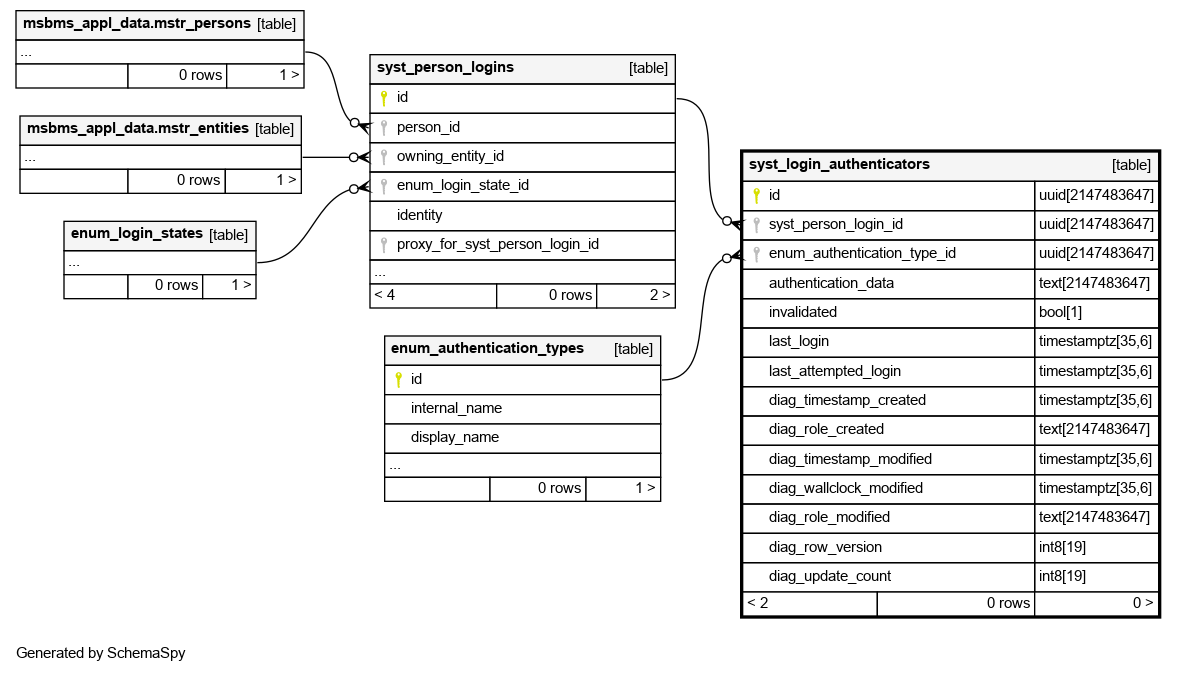 msbms_appl_data.mstr_persons [table]
...
0 rows 1 >
msbms_appl_data.mstr_entities [table]
...
0 rows 1 >
enum_login_states [table]
...
0 rows 1 >
syst_person_logins [table]
id
person_id
owning_entity_id
enum_login_state_id
identity
proxy_for_syst_person_login_id
...
< 4 0 rows 2 >
enum_authentication_types [table]
id
internal_name
display_name
...
0 rows 1 >
syst_login_authenticators [table]
id uuid[2147483647]
syst_person_login_id uuid[2147483647]
enum_authentication_type_id uuid[2147483647]
authentication_data text[2147483647]
invalidated bool[1]
last_login timestamptz[35,6]
last_attempted_login timestamptz[35,6]
diag_timestamp_created timestamptz[35,6]
diag_role_created text[2147483647]
diag_timestamp_modified timestamptz[35,6]
diag_wallclock_modified timestamptz[35,6]
diag_role_modified text[2147483647]
diag_row_version int8[19]
diag_update_count int8[19]
< 2 0 rows 0 >
Generated by SchemaSpy